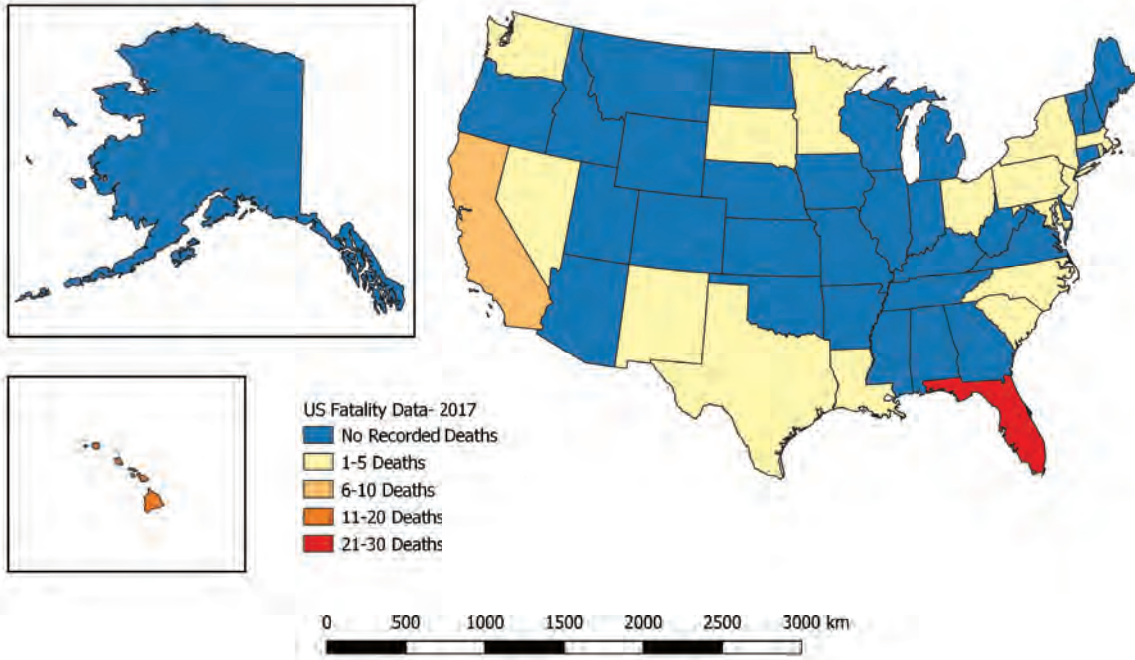 US Fatality Data- 2017
No Recorded Deaths
1-5 Deaths
6-10 Deaths
11-20 Deaths
21-30 Deaths
0 500 1000 1500 2000 2500 3000 km